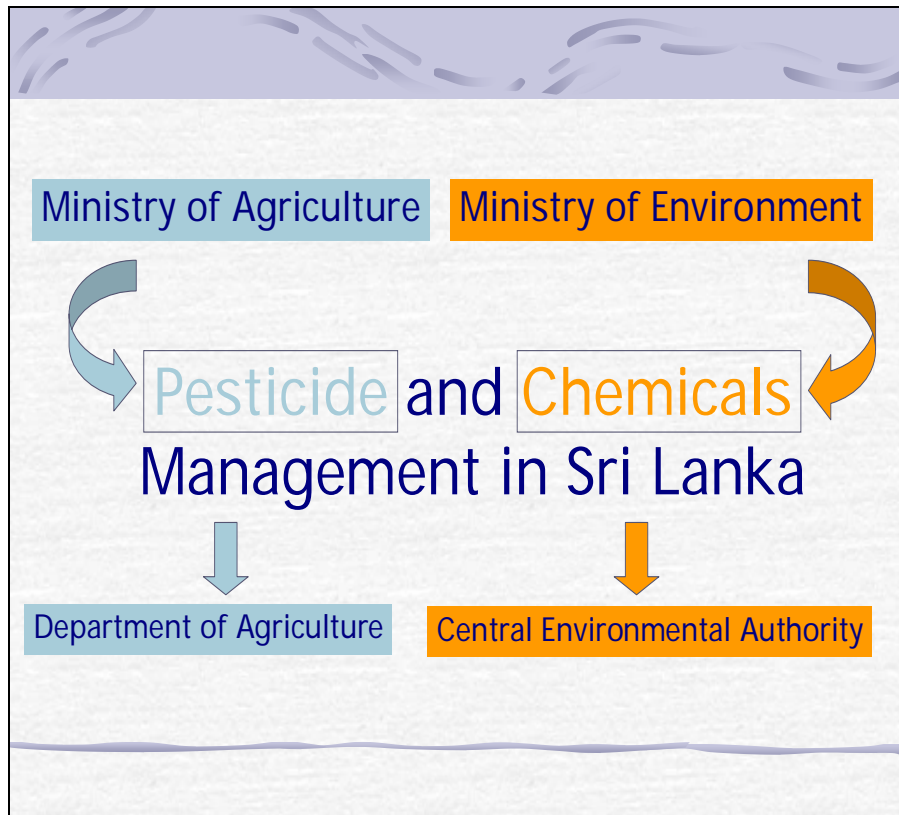 Ministry of Agriculture
Ministry of Environment
Pesticide and Chemicals
Management in Sri Lanka
Department of Agriculture
Central Environmental Authority